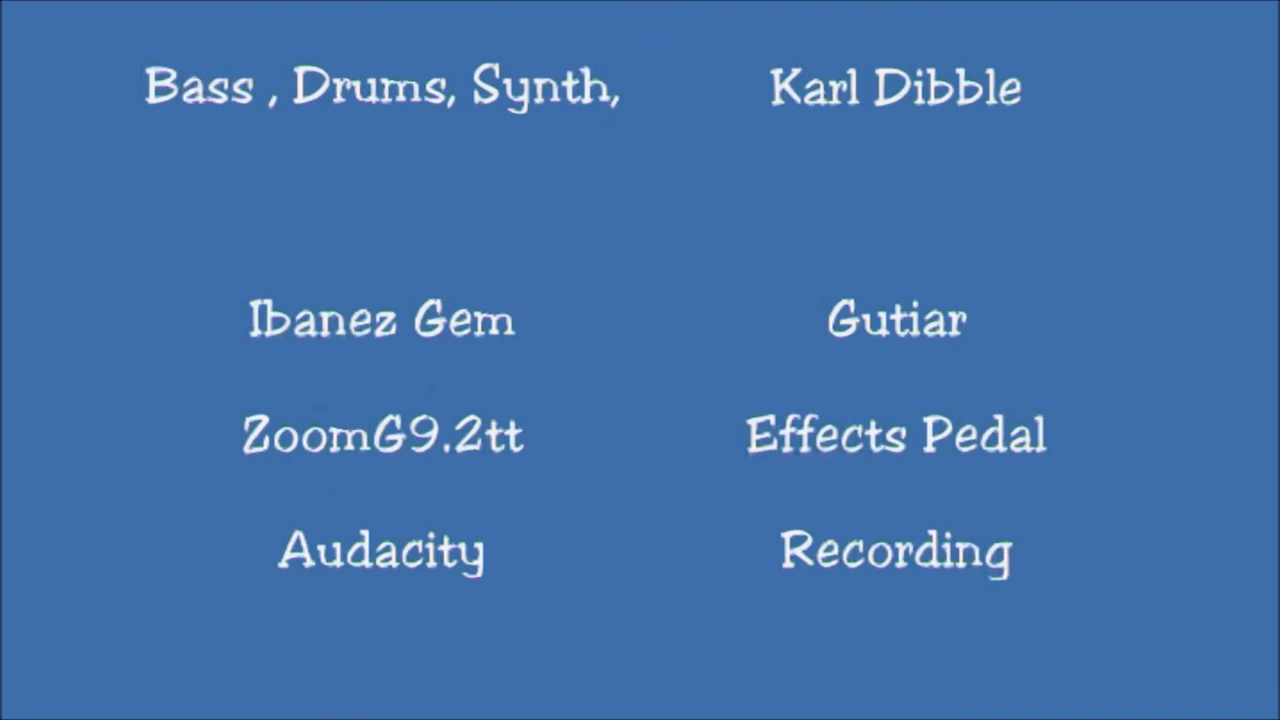 Bass , Drums, Synth, Karl Dibble
Ibanez Gem Gutiar
ZoomG9.2tt Effects Pedal
Audacity Recording